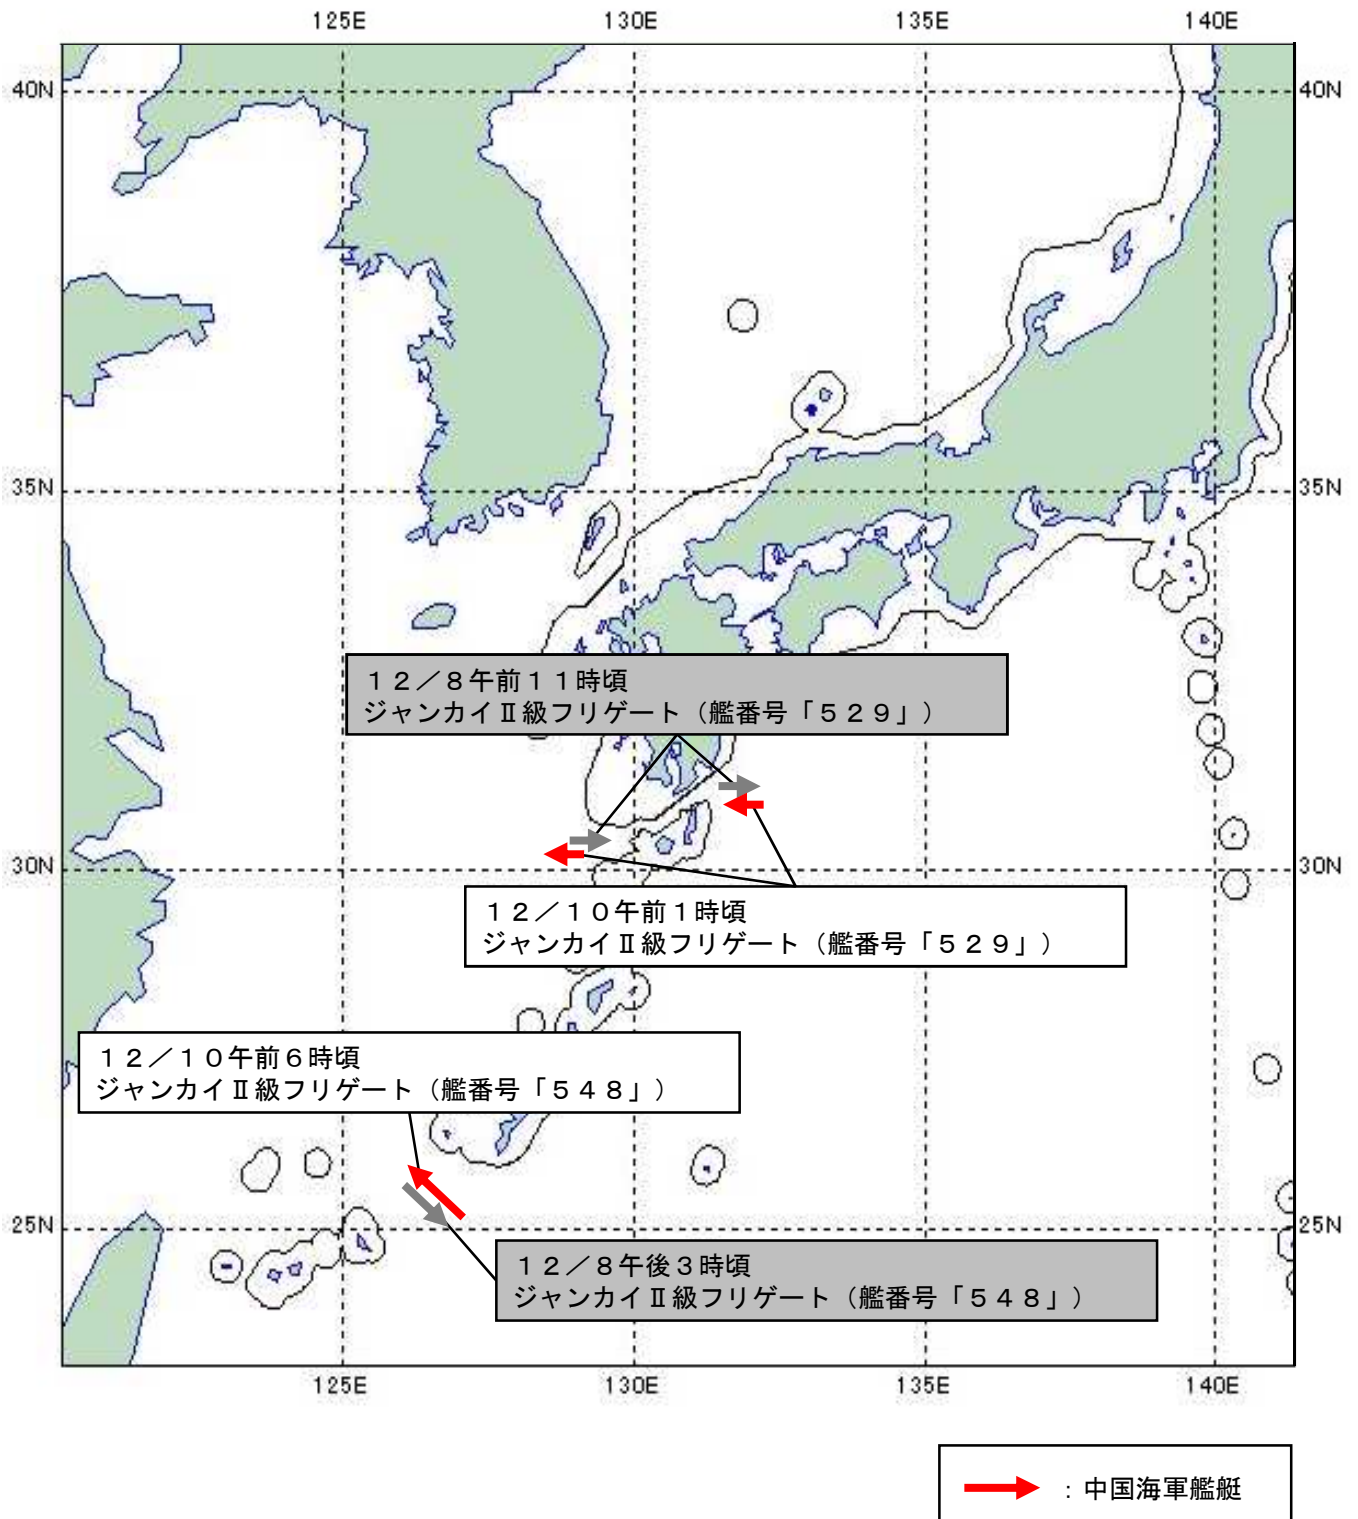 125E 130E 135E 140E
40N 40N
35N 35N
１２／８午前１１時頃
ジャンカイⅡ級フリゲート（艦番号「５２９」）
30N 30N
１２／１０午前１時頃
ジャンカイⅡ級フリゲート（艦番号「５２９」）
１２／１０午前６時頃
ジャンカイⅡ級フリゲート（艦番号「５４８」）
25N 25N
１２／８午後３時頃
ジャンカイⅡ級フリゲート（艦番号「５４８」）
125E 130E 135E 140E
：中国海軍艦艇